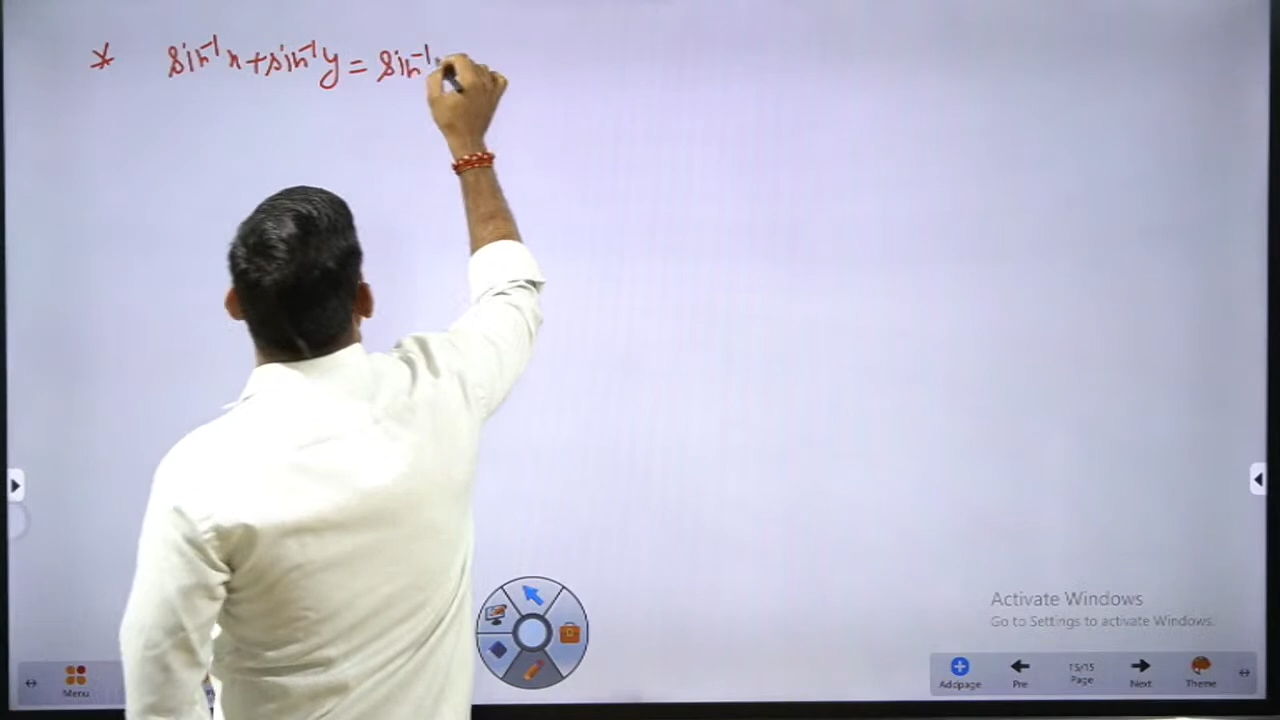 * sin⁻¹x + sin⁻¹y = sin⁻¹
Activate Windows
Go to Settings to activate Windows.
Menu
Addpage Pre 15/15 Page Next Theme